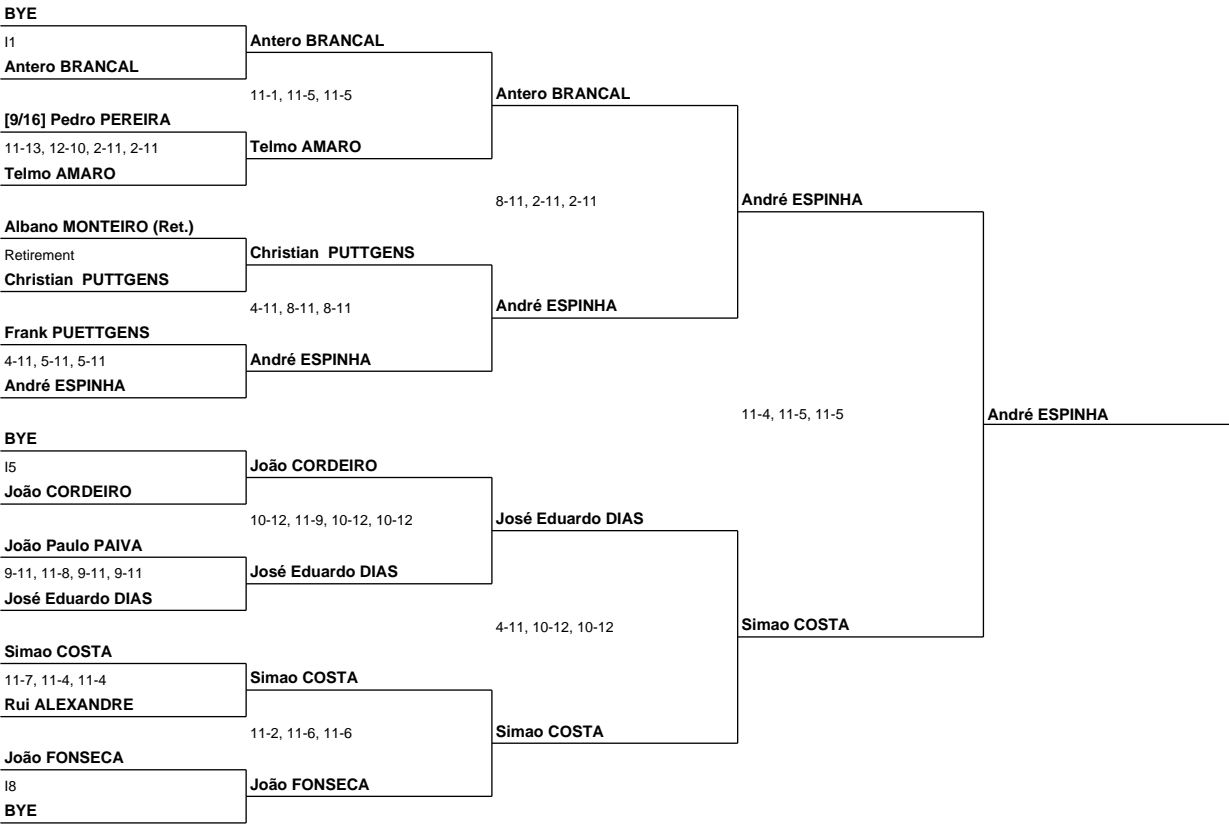 BYE
I1
Antero BRANCAL
[9/16] Pedro PEREIRA
11-13, 12-10, 2-11, 2-11
Telmo AMARO
Albano MONTEIRO (Ret.)
Retirement
Christian  PUTTGENS
Frank PUETTGENS
4-11, 5-11, 5-11
André ESPINHA
BYE
I5
João CORDEIRO
João Paulo PAIVA
9-11, 11-8, 9-11, 9-11
José Eduardo DIAS
Simao COSTA
11-7, 11-4, 11-4
Rui ALEXANDRE
João FONSECA
I8
BYE
Antero BRANCAL
11-1, 11-5, 11-5
Telmo AMARO
Christian  PUTTGENS
4-11, 8-11, 8-11
André ESPINHA
João CORDEIRO
10-12, 11-9, 10-12, 10-12
José Eduardo DIAS
Simao COSTA
11-2, 11-6, 11-6
João FONSECA
Antero BRANCAL
8-11, 2-11, 2-11
André ESPINHA
José Eduardo DIAS
4-11, 10-12, 10-12
Simao COSTA
André ESPINHA
11-4, 11-5, 11-5
Simao COSTA
André ESPINHA